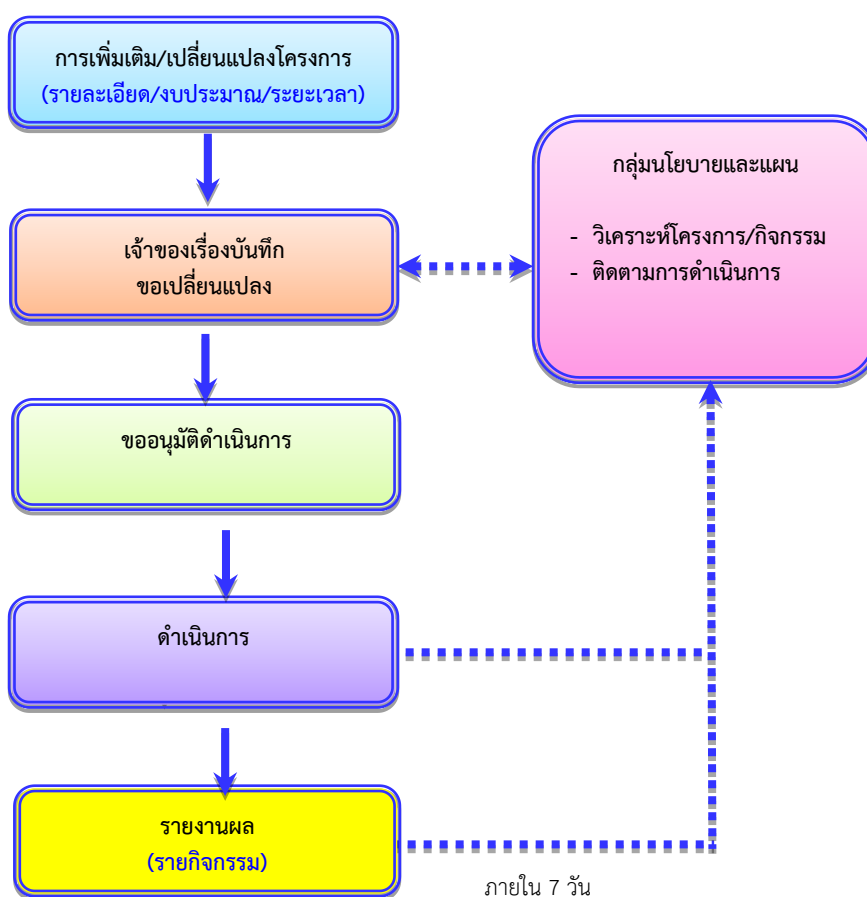 การเพิ่มเติม/เปลี่ยนแปลงโครงการ
(รายละเอียด/งบประมาณ/ระยะเวลา)
เจ้าของเรื่องบันทึก
ขอเปลี่ยนแปลง
กลุ่มนโยบายและแผน
- วิเคราะห์โครงการ/กิจกรรม
- ติดตามการดำเนินการ
ขออนุมัติดำเนินการ
ดำเนินการ
รายงานผล
(รายกิจกรรม)
ภายใน 7 วัน